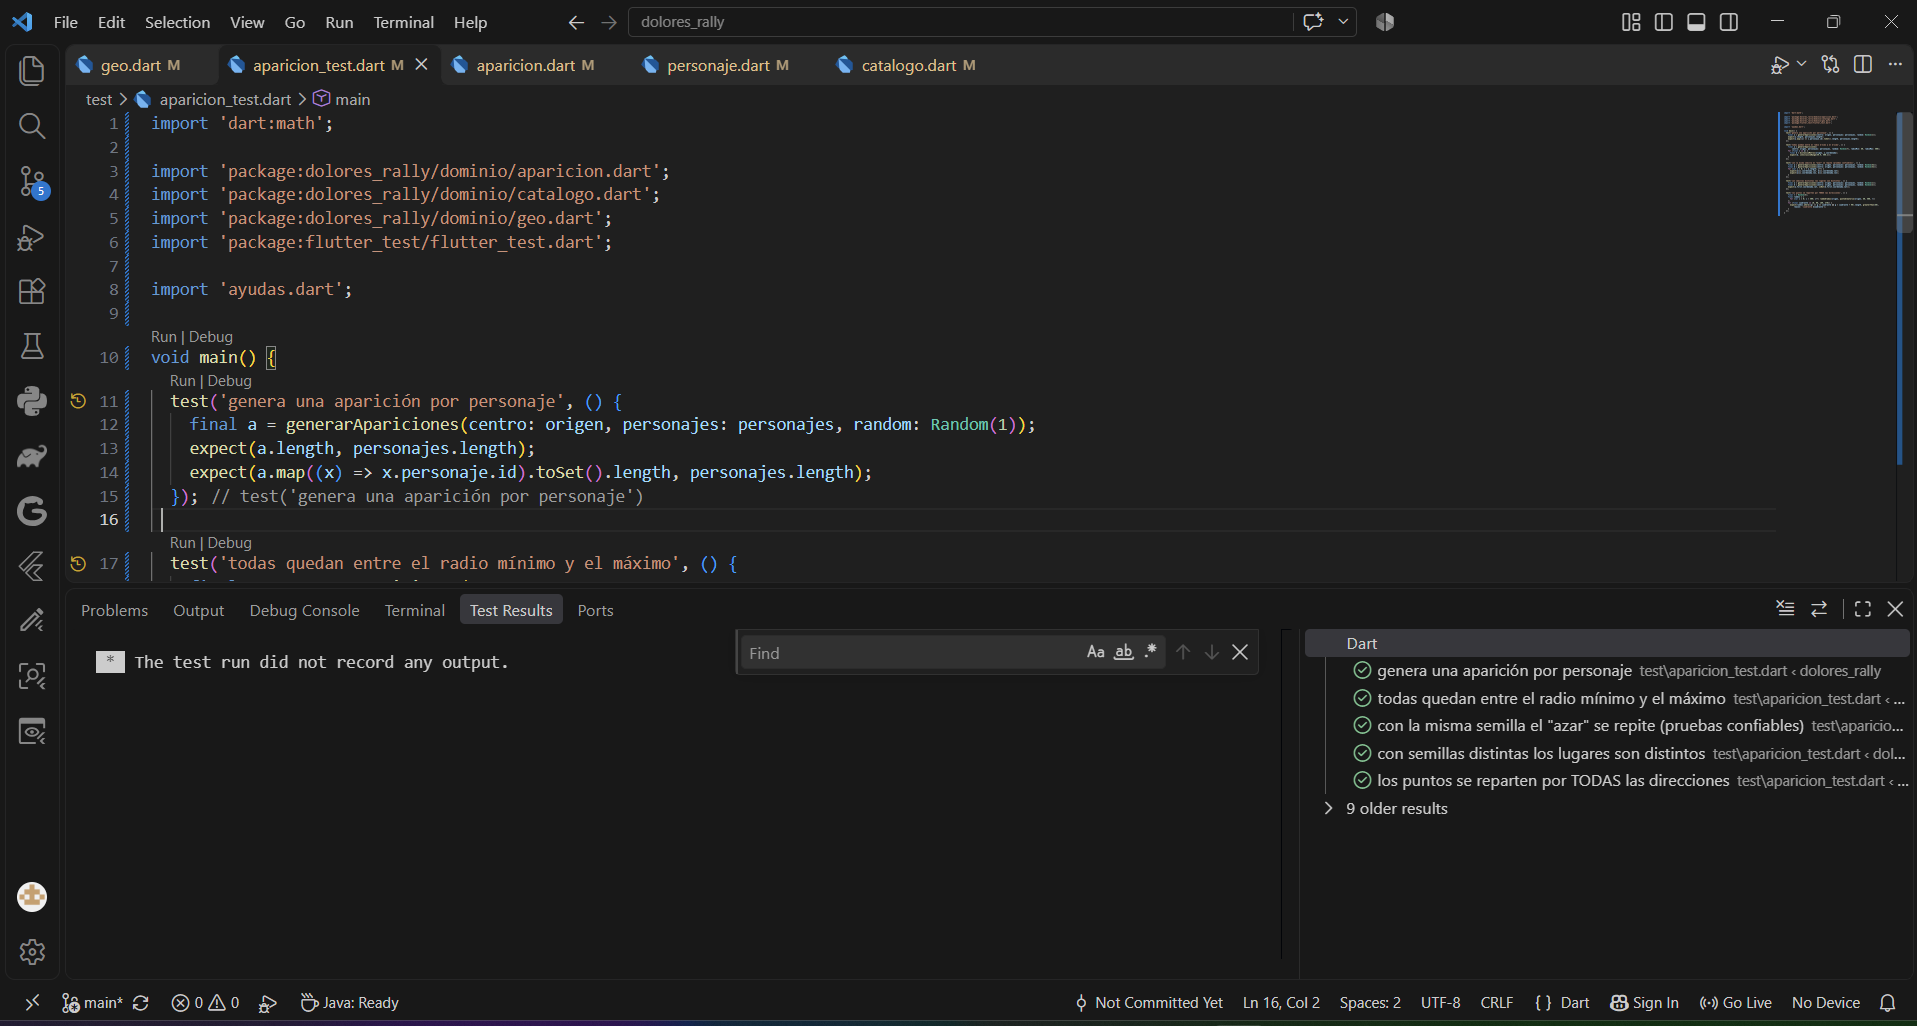 File Edit Selection View Go Run Terminal Help
dolores_rally
geo.dart M
aparicion_test.dart M
aparicion.dart M
personaje.dart M
catalogo.dart M
test > aparicion_test.dart > main
1 import 'dart:math';
2
3 import 'package:dolores_rally/dominio/aparicion.dart';
4 import 'package:dolores_rally/dominio/catalogo.dart';
5 import 'package:dolores_rally/dominio/geo.dart';
6 import 'package:flutter_test/flutter_test.dart';
7
8 import 'ayudas.dart';
9
Run | Debug
10 void main() {
Run | Debug
11 test('genera una aparición por personaje', () {
12 final a = generarApariciones(centro: origen, personajes: personajes, random: Random(1));
13 expect(a.length, personajes.length);
14 expect(a.map((x) => x.personaje.id).toSet().length, personajes.length);
15 }); // test('genera una aparición por personaje')
16
Run | Debug
17 test('todas quedan entre el radio mínimo y el máximo', () {
5
Problems Output Debug Console Terminal Test Results Ports
* The test run did not record any output.
Find
Aa ab .*
Dart
genera una aparición por personaje test\aparicion_test.dart ‹ dolores_rally
todas quedan entre el radio mínimo y el máximo test\aparicion_test.dart ‹ ...
con la misma semilla el "azar" se repite (pruebas confiables) test\aparicio...
con semillas distintas los lugares son distintos test\aparicion_test.dart ‹ dol...
los puntos se reparten por TODAS las direcciones test\aparicion_test.dart ‹ ...
9 older results
main* 0 0 Java: Ready
Not Committed Yet Ln 16, Col 2 Spaces: 2 UTF-8 CRLF { } Dart Sign In Go Live No Device